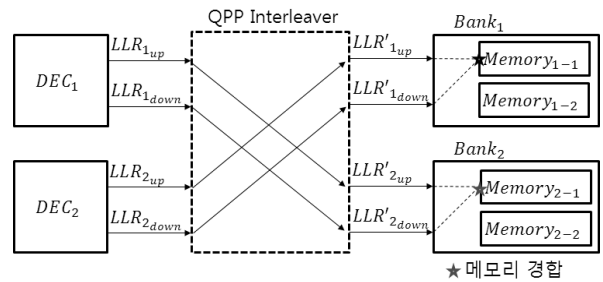 QPP Interleaver
Bank₁
LLR₁up
LLR'₁up
DEC₁
Memory₁₋₁
LLR₁down
LLR'₁down
Memory₁₋₂
Bank₂
LLR₂up
LLR'₂up
DEC₂
Memory₂₋₁
LLR₂down
LLR'₂down
Memory₂₋₂
★메모리 경합